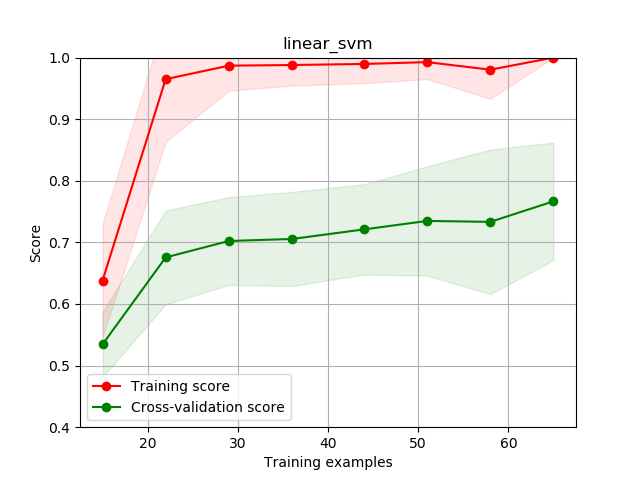 linear_svm
1.0
0.9
0.8
0.7
0.6
0.5
0.4
Score
Training score
Cross-validation score
20 30 40 50 60
Training examples